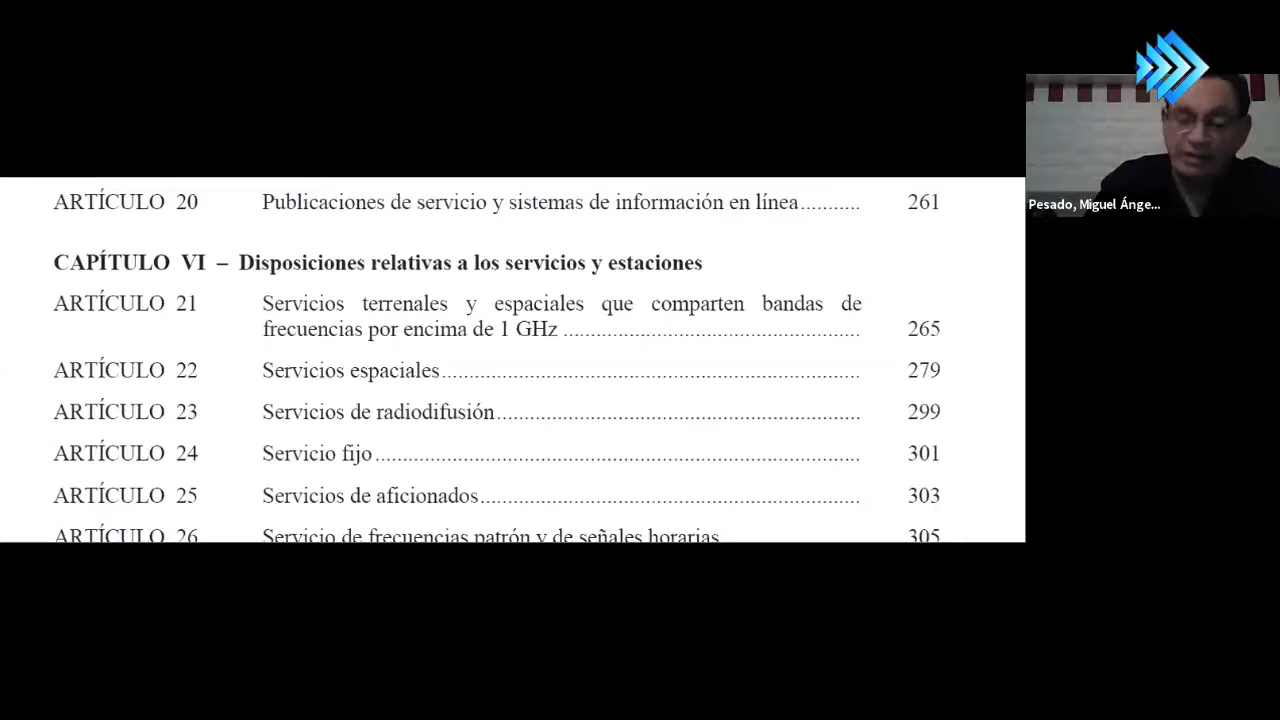 ARTÍCULO 20 Publicaciones de servicio y sistemas de información en línea........... 261
CAPÍTULO VI – Disposiciones relativas a los servicios y estaciones
ARTÍCULO 21 Servicios terrenales y espaciales que comparten bandas de
frecuencias por encima de 1 GHz ......................................................... 265
ARTÍCULO 22 Servicios espaciales................................................................................ 279
ARTÍCULO 23 Servicios de radiodifusión..................................................................... 299
ARTÍCULO 24 Servicio fijo............................................................................................. 301
ARTÍCULO 25 Servicios de aficionados........................................................................ 303
ARTÍCULO 26 Servicio de frecuencias patrón y de señales horarias 305
Pesado, Miguel Ánge...